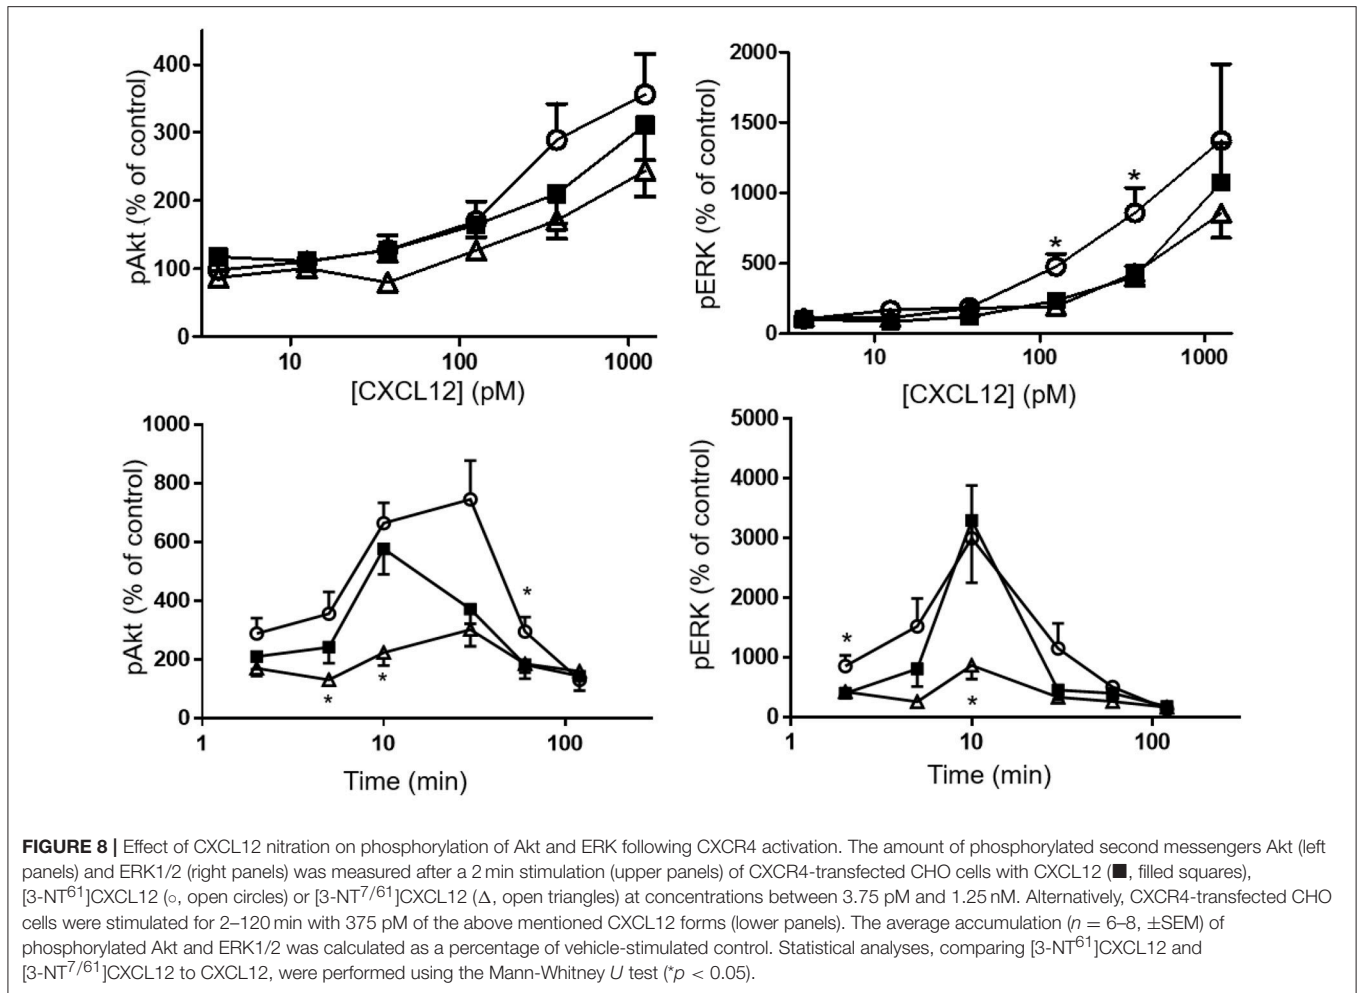 400
300
200
100
0
pAkt (% of control)
10
100
1000
[CXCL12] (pM)
2000
1500
1000
500
0
pERK (% of control)
*
*
10
100
1000
[CXCL12] (pM)
1000
800
600
400
200
0
pAkt (% of control)
*
*
*
1
10
100
Time (min)
5000
4000
3000
2000
1000
0
pERK (% of control)
*
*
1
10
100
Time (min)
FIGURE 8 | Effect of CXCL12 nitration on phosphorylation of Akt and ERK following CXCR4 activation. The amount of phosphorylated second messengers Akt (left
panels) and ERK1/2 (right panels) was measured after a 2 min stimulation (upper panels) of CXCR4-transfected CHO cells with CXCL12 (■, filled squares),
[3-NT⁶¹]CXCL12 (○, open circles) or [3-NT⁷/⁶¹]CXCL12 (Δ, open triangles) at concentrations between 3.75 pM and 1.25 nM. Alternatively, CXCR4-transfected CHO
cells were stimulated for 2–120 min with 375 pM of the above mentioned CXCL12 forms (lower panels). The average accumulation (n = 6–8, ±SEM) of
phosphorylated Akt and ERK1/2 was calculated as a percentage of vehicle-stimulated control. Statistical analyses, comparing [3-NT⁶¹]CXCL12 and
[3-NT⁷/⁶¹]CXCL12 to CXCL12, were performed using the Mann-Whitney U test (*p < 0.05).